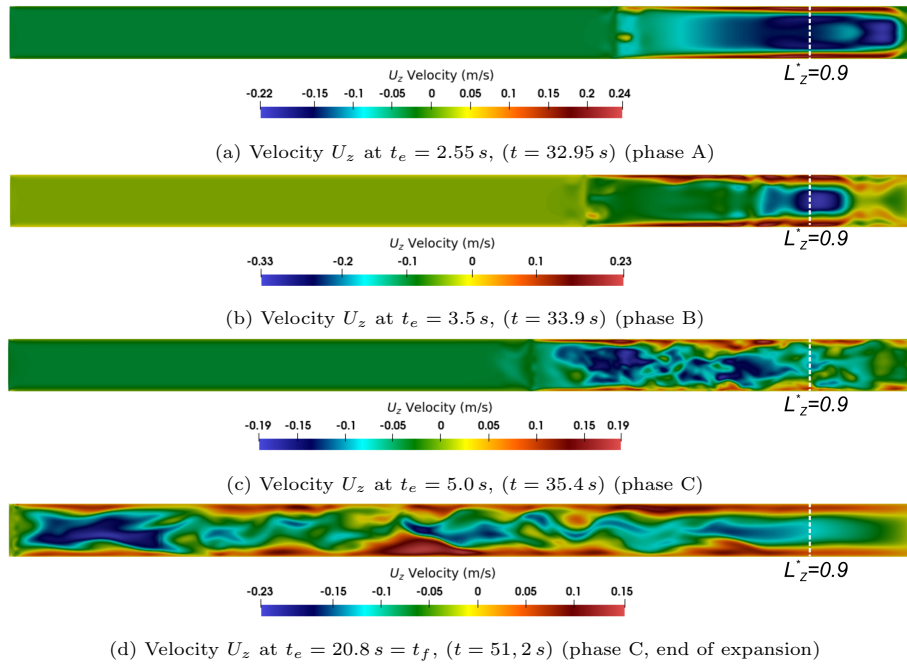 L*Z=0.9
Uz Velocity (m/s)
-0.22 -0.15 -0.1 -0.05 0 0.05 0.1 0.15 0.2 0.24
(a) Velocity Uz at te = 2.55 s, (t = 32.95 s) (phase A)
L*Z=0.9
Uz Velocity (m/s)
-0.33 -0.2 -0.1 0 0.1 0.23
(b) Velocity Uz at te = 3.5 s, (t = 33.9 s) (phase B)
L*Z=0.9
Uz Velocity (m/s)
-0.19 -0.15 -0.1 -0.05 0 0.05 0.1 0.15 0.19
(c) Velocity Uz at te = 5.0 s, (t = 35.4 s) (phase C)
L*Z=0.9
Uz Velocity (m/s)
-0.23 -0.15 -0.1 -0.05 0 0.05 0.1 0.15
(d) Velocity Uz at te = 20.8 s = tf, (t = 51, 2 s) (phase C, end of expansion)